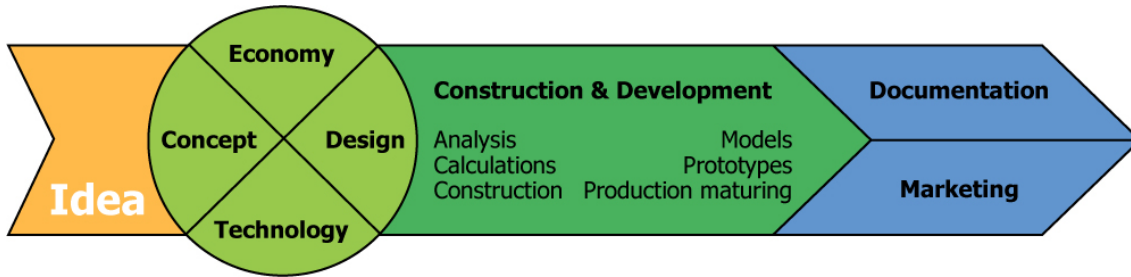 Idea
Economy
Concept
Design
Technology
Construction & Development
Analysis
Calculations
Construction
Models
Prototypes
Production maturing
Documentation
Marketing